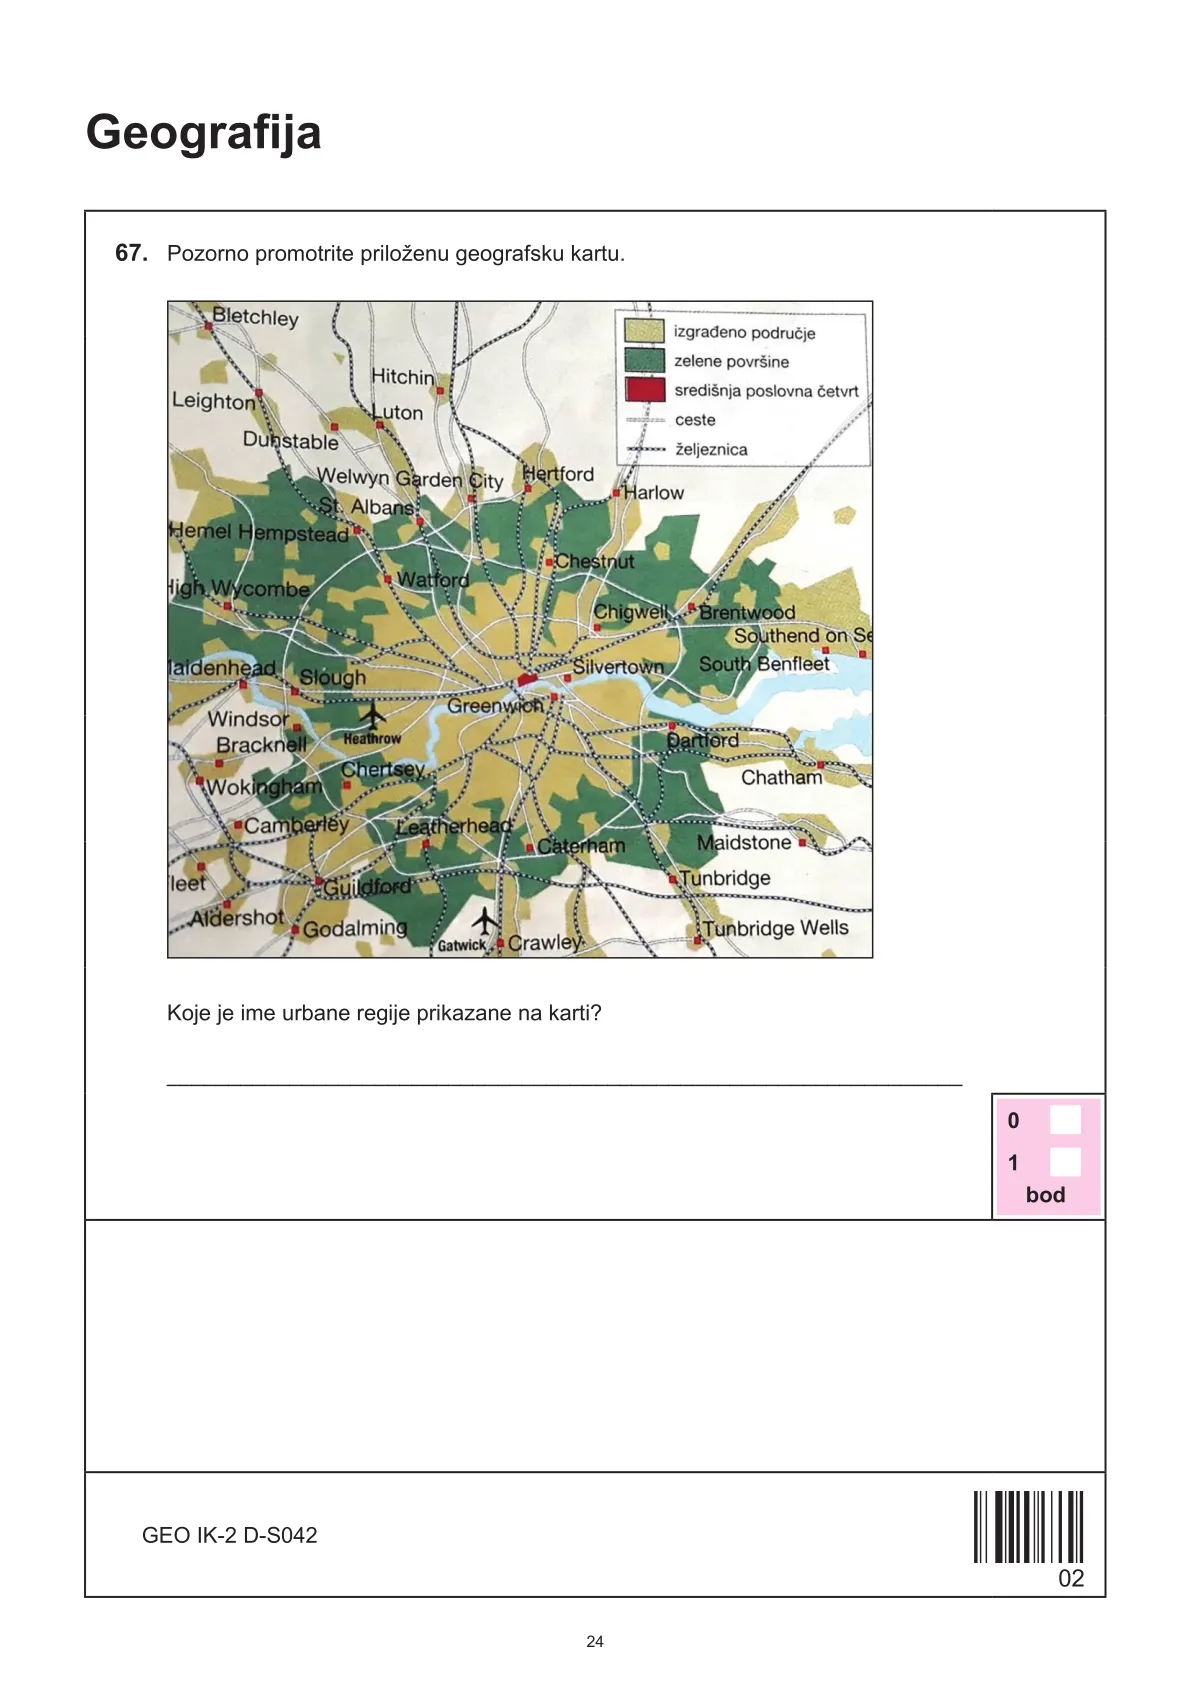 Geografija
67. Pozorno promotrite priloženu geografsku kartu.
Bletchley
izgrađeno područje
zelene površine
središnja poslovna četvrt
ceste
željeznica
Hitchin
Leighton
Luton
Dunstable
Welwyn Garden City
Hertford
Harlow
St. Albans
Hemel Hempstead
Chestnut
Watford
High Wycombe
Chigwell
Brentwood
Southend on Se
South Benfleet
Maidenhead
Slough
Silvertown
Greenwich
Windsor
Heathrow
Bracknell
Dartford
Chertsey
Chatham
Wokingham
Camberley
Leatherhead
Caterham
Maidstone
Tunbridge
Fleet
Guildford
Aldershot
Godalming
Gatwick
Crawley
Tunbridge Wells
Koje je ime urbane regije prikazane na karti?
0
1
bod
GEO IK-2 D-S042
02
24